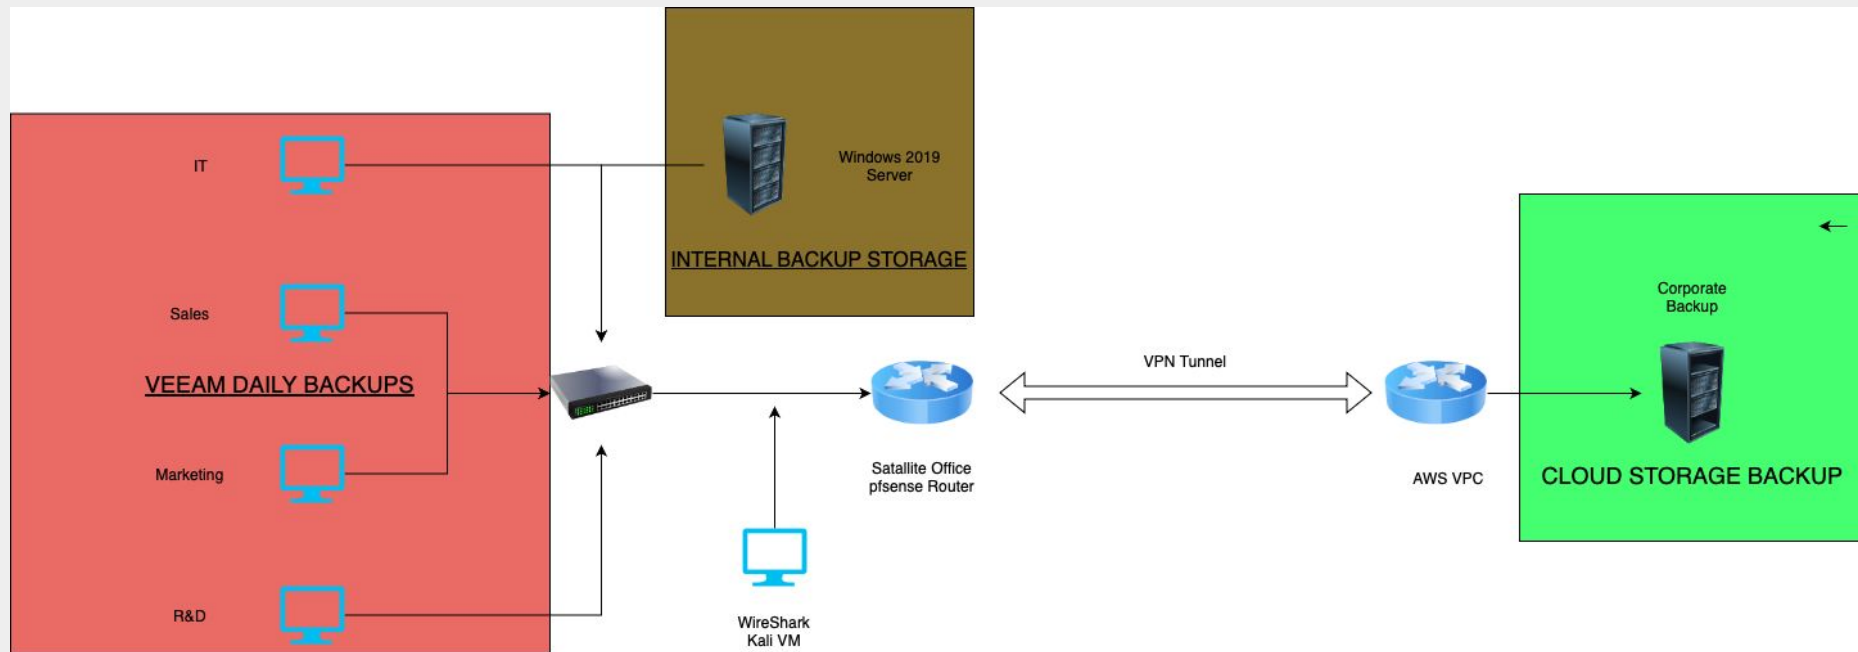 IT
Sales
VEEAM DAILY BACKUPS
Marketing
R&D
Windows 2019
Server
INTERNAL BACKUP STORAGE
Satallite Office
pfsense Router
WireShark
Kali VM
VPN Tunnel
AWS VPC
Corporate
Backup
CLOUD STORAGE BACKUP